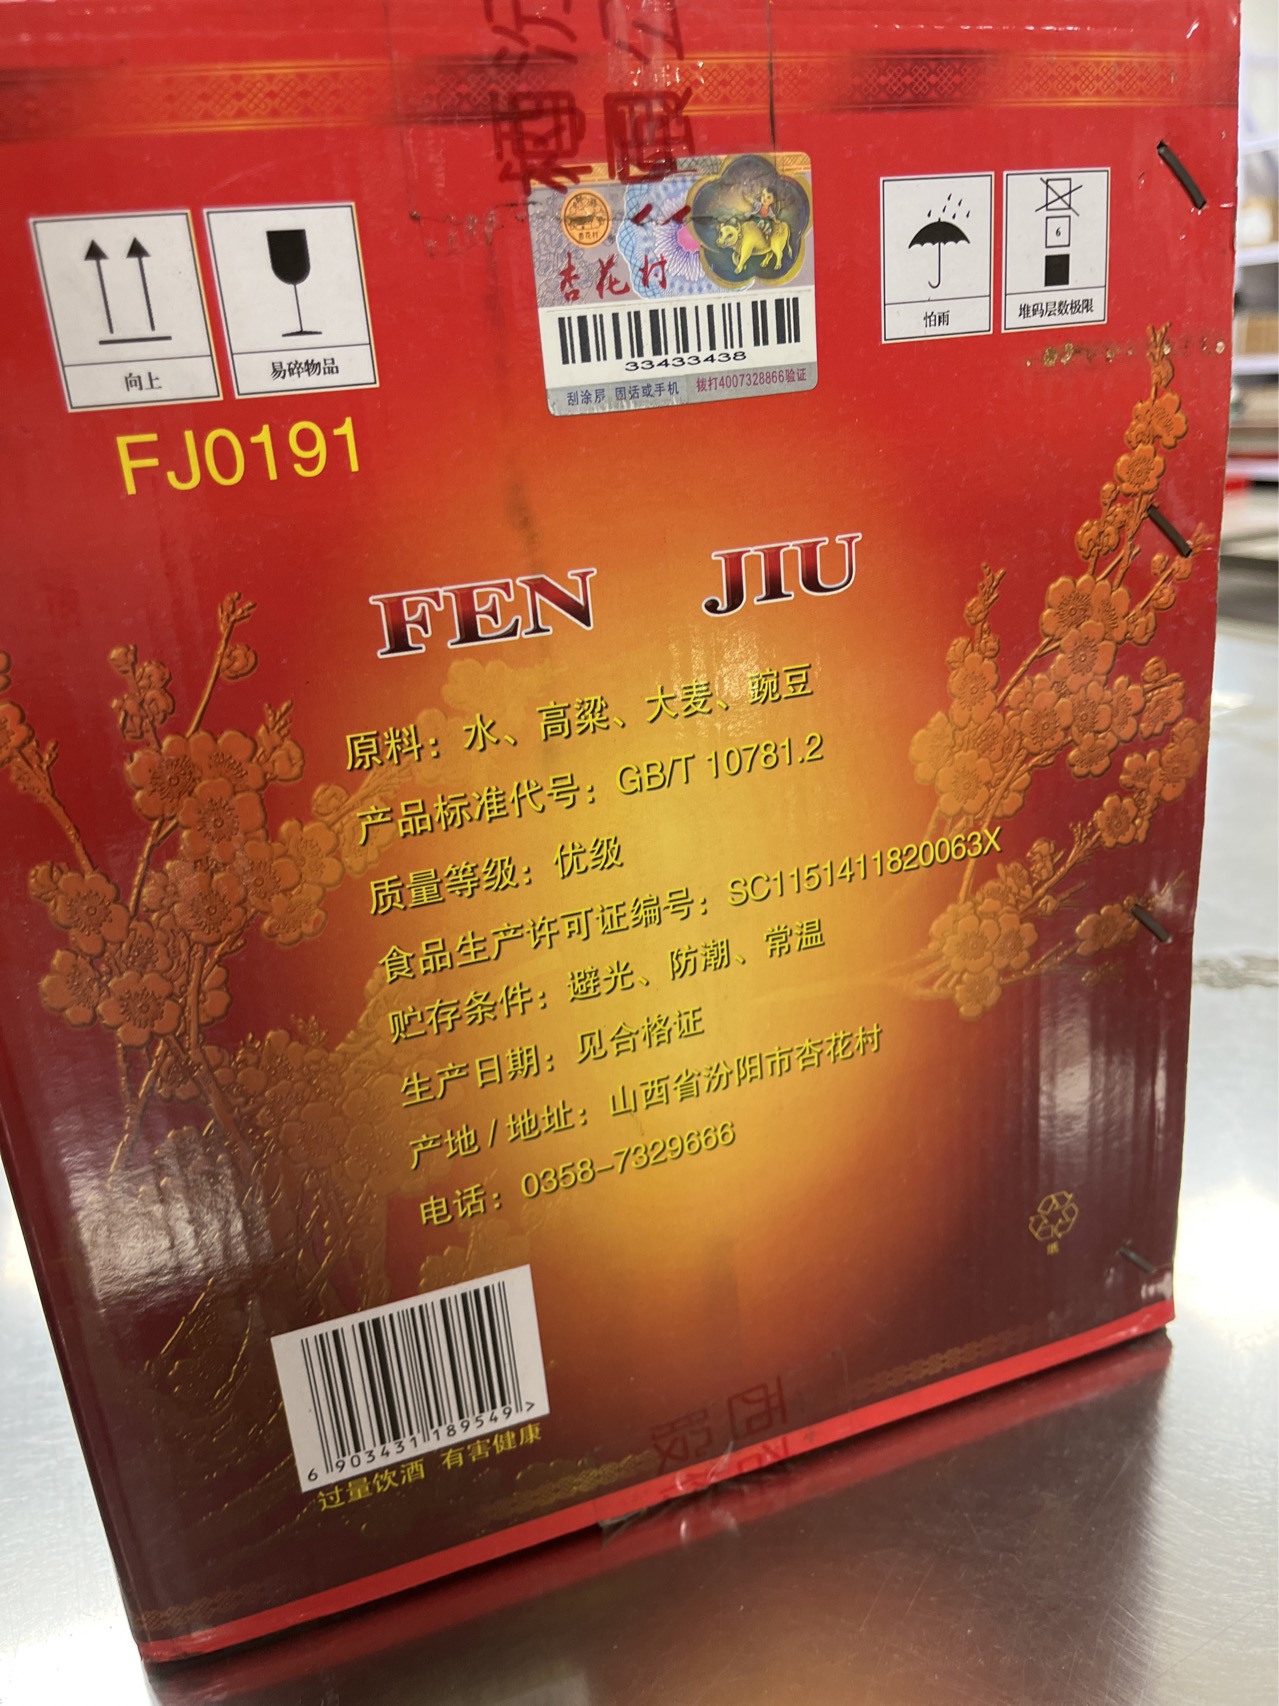 杏花村
杏花村
33433438
刮涂层 固话或手机 拨打4007328866验证
向上
易碎物品
怕雨
6
堆码层数极限
FJ0191
FEN JIU
原料：水、高粱、大麦、豌豆
产品标准代号：GB/T 10781.2
质量等级：优级
食品生产许可证编号：SC1151411820063X
贮存条件：避光、防潮、常温
生产日期：见合格证
产地/地址：山西省汾阳市杏花村
电话：0358-7329666
6 903431 189549 >
过量饮酒 有害健康
纸